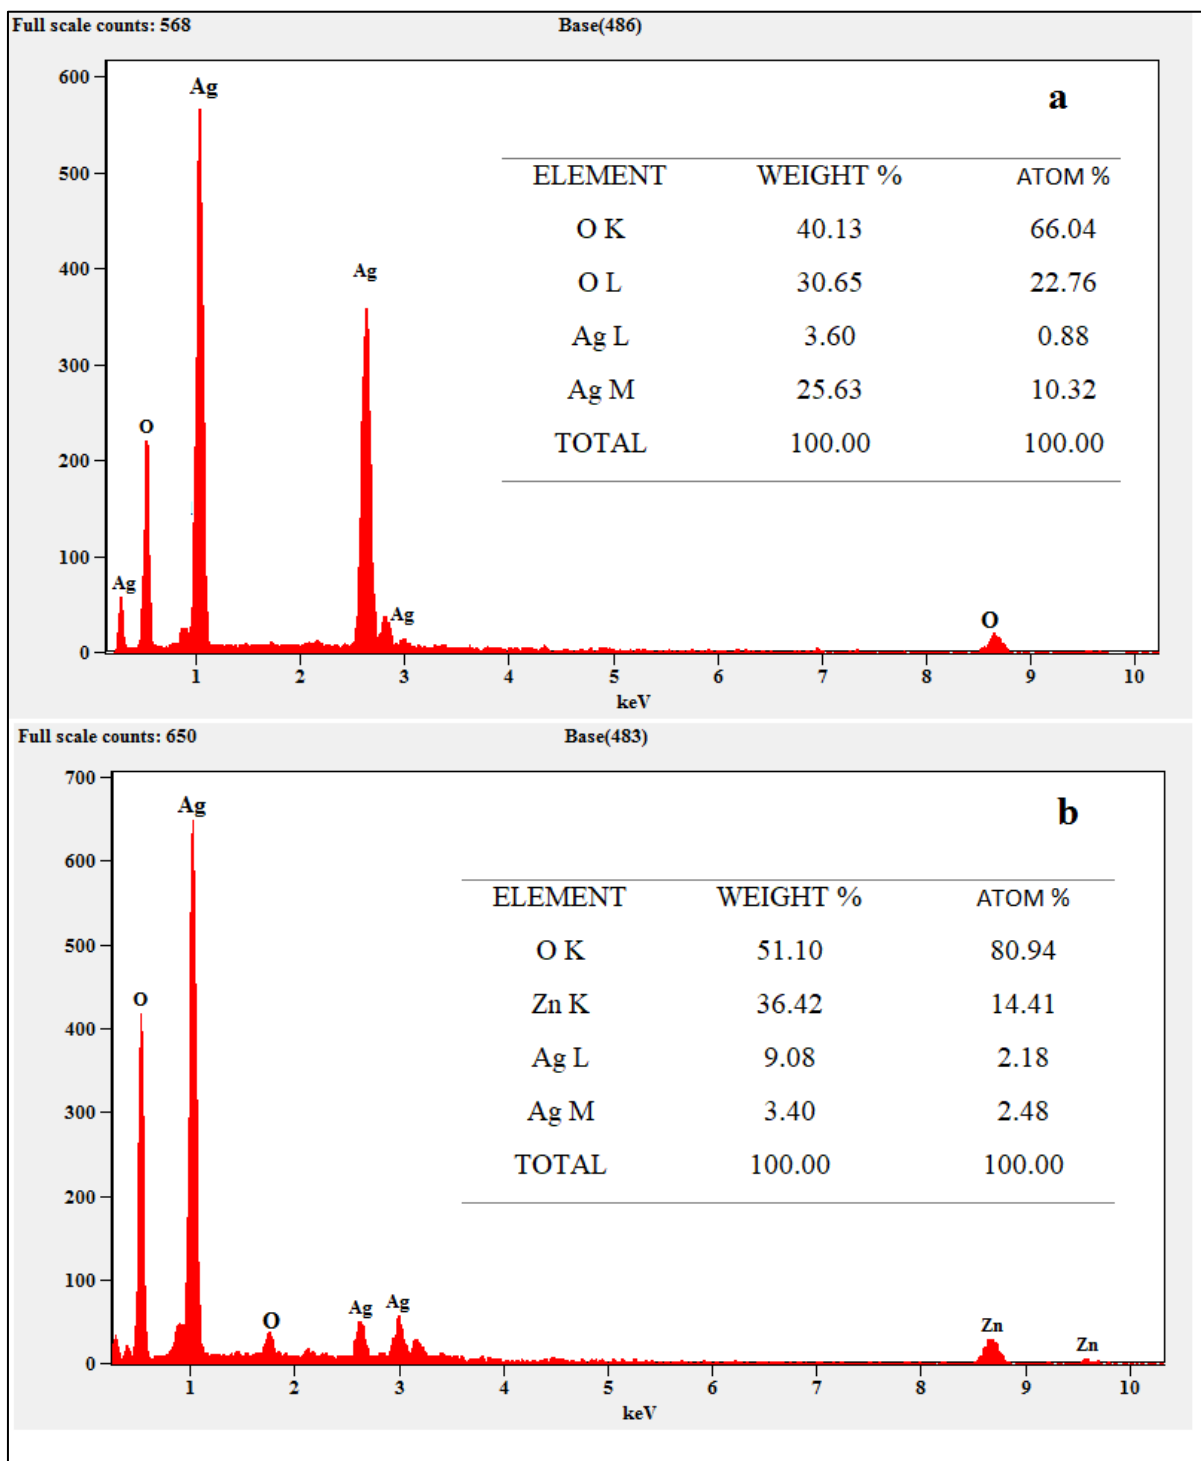 Full scale counts: 568 Base(486)
a
600
500
400
300
200
100
0
Ag
Ag
O
Ag
Ag
O
ELEMENT WEIGHT % ATOM %
O K 40.13 66.04
O L 30.65 22.76
Ag L 3.60 0.88
Ag M 25.63 10.32
TOTAL 100.00 100.00
1 2 3 4 5 6 7 8 9 10
keV
Full scale counts: 650 Base(483)
b
700
600
500
400
300
200
100
0
Ag
O
O
Ag
Ag
Zn
Zn
ELEMENT WEIGHT % ATOM %
O K 51.10 80.94
Zn K 36.42 14.41
Ag L 9.08 2.18
Ag M 3.40 2.48
TOTAL 100.00 100.00
1 2 3 4 5 6 7 8 9 10
keV